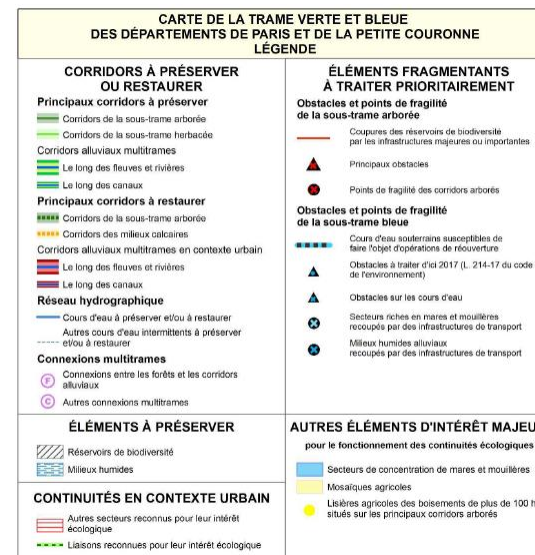 CARTE DE LA TRAME VERTE ET BLEUE
DES DÉPARTEMENTS DE PARIS ET DE LA PETITE COURONNE
LÉGENDE
CORRIDORS À PRÉSERVER
OU RESTAURER
Principaux corridors à préserver
Corridors de la sous-trame arborée
Corridors de la sous-trame herbacée
Corridors alluviaux multitrames
Le long des fleuves et rivières
Le long des canaux
Principaux corridors à restaurer
Corridors de la sous-trame arborée
Corridors des milieux calcaires
Corridors alluviaux multitrames en contexte urbain
Le long des fleuves et rivières
Le long des canaux
Réseau hydrographique
Cours d'eau à préserver et/ou à restaurer
Autres cours d'eau intermittents à préserver
et/ou à restaurer
Connexions multitrames
F
Connexions entre les forêts et les corridors
alluviaux
C
Autres connexions multitrames
ÉLÉMENTS À PRÉSERVER
Réservoirs de biodiversité
Milieux humides
CONTINUITÉS EN CONTEXTE URBAIN
Autres secteurs reconnus pour leur intérêt
écologique
Liaisons reconnues pour leur intérêt écologique
ÉLÉMENTS FRAGMENTANTS
À TRAITER PRIORITAIREMENT
Obstacles et points de fragilité
de la sous-trame arborée
Coupures des réservoirs de biodiversité
par les infrastructures majeures ou importantes
Principaux obstacles
Points de fragilité des corridors arborés
Obstacles et points de fragilité
de la sous-trame bleue
Cours d'eau souterrains susceptibles de
faire l'objet d'opérations de réouverture
Obstacles à traiter d'ici 2017 (L. 214-17 du code
de l'environnement)
Obstacles sur les cours d'eau
Secteurs riches en mares et mouillères
recoupés par des infrastructures de transport
Milieux humides alluviaux
recoupés par des infrastructures de transport
AUTRES ÉLÉMENTS D'INTÉRÊT MAJEU
pour le fonctionnement des continuités écologiques
Secteurs de concentration de mares et mouillères
Mosaïques agricoles
Lisières agricoles des boisements de plus de 100 h
situés sur les principaux corridors arborés